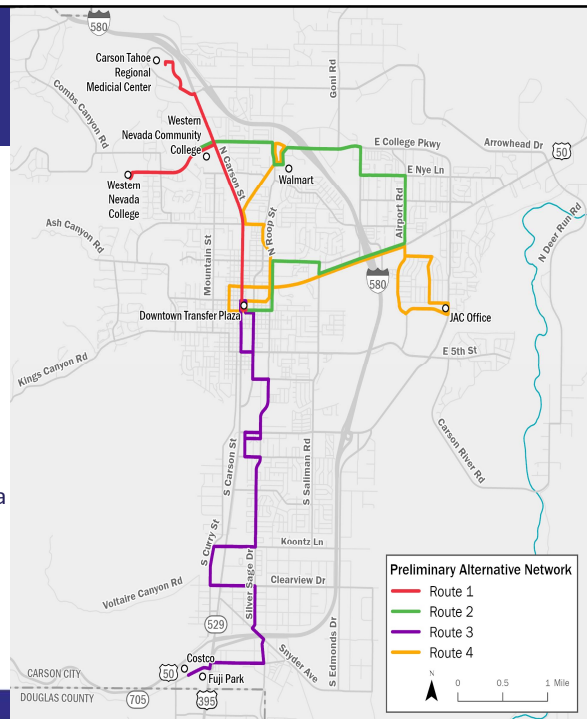 580
Carson Tahoe
Regional
Medicial Center
Goni Rd
Combs Canyon Rd
Western
Nevada Community
College
E College Pkwy
Arrowhead Dr
50
N Carson St
E Nye Ln
Walmart
Western
Nevada
College
Airport Rd
N Deer Run Rd
N Roop St
Ash Canyon Rd
Mountain St
580
Downtown Transfer Plaza
JAC Office
E 5th St
Kings Canyon Rd
Carson River Rd
S Carson St
S Saliman Rd
a
S Curry St
Koontz Ln
Silver Sage Dr
Clearview Dr
Voltaire Canyon Rd
529
S Edmonds Dr
Snyder Ave
Costco
50
Fuji Park
CARSON CITY
DOUGLAS COUNTY
705
395
Preliminary Alternative Network
Route 1
Route 2
Route 3
Route 4
N
0 0.5 1 Mile